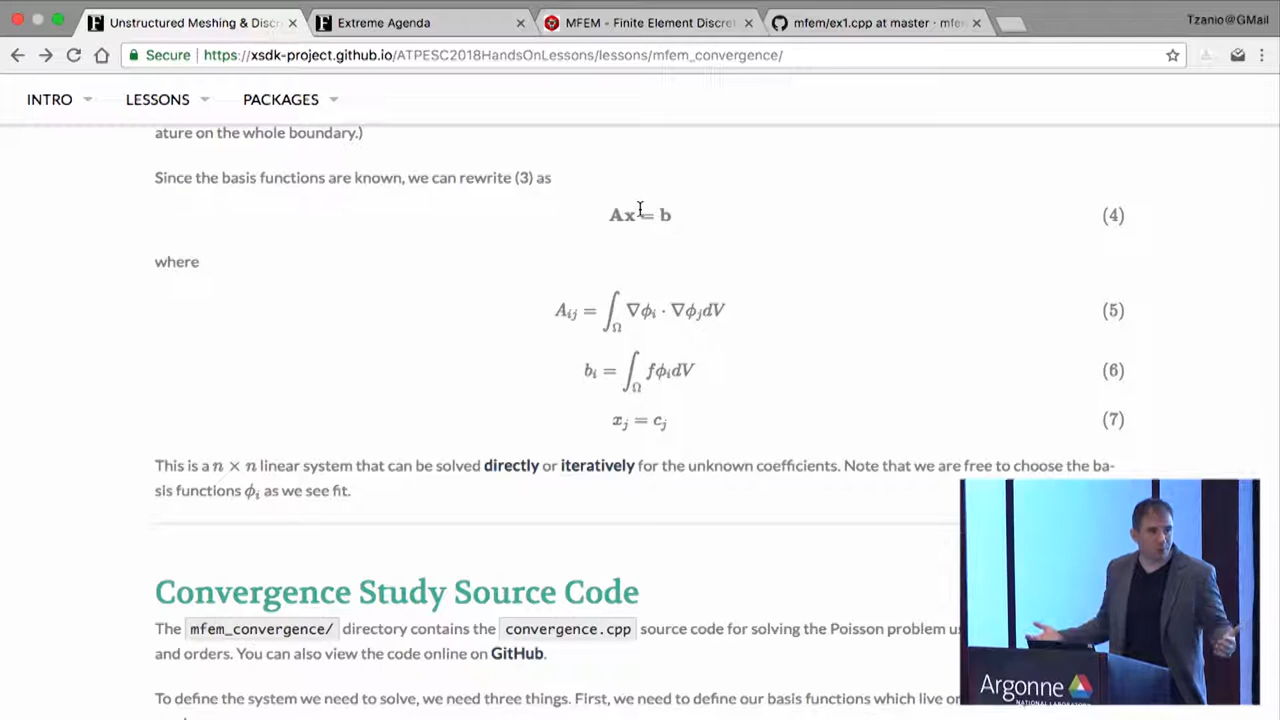 Unstructured Meshing & Discr
Extreme Agenda
MFEM - Finite Element Discret
mfem/ex1.cpp at master · mfe
Tzanio@GMail
Secure https://xsdk-project.github.io/ATPESC2018HandsOnLessons/lessons/mfem_convergence/
INTRO LESSONS PACKAGES
ature on the whole boundary.)
Since the basis functions are known, we can rewrite (3) as
Ax = b (4)
where
A_{ij} = ∫_Ω ∇ϕ_i · ∇ϕ_j dV (5)
b_i = ∫_Ω fϕ_i dV (6)
x_j = c_j (7)
This is a n × n linear system that can be solved directly or iteratively for the unknown coefficients. Note that we are free to choose the ba-
sis functions ϕ_i as we see fit.
Convergence Study Source Code
The mfem_convergence/ directory contains the convergence.cpp source code for solving the Poisson problem u
and orders. You can also view the code online on GitHub.
To define the system we need to solve, we need three things. First, we need to define our basis functions which live on
Argonne
NATIONAL LABORATORY